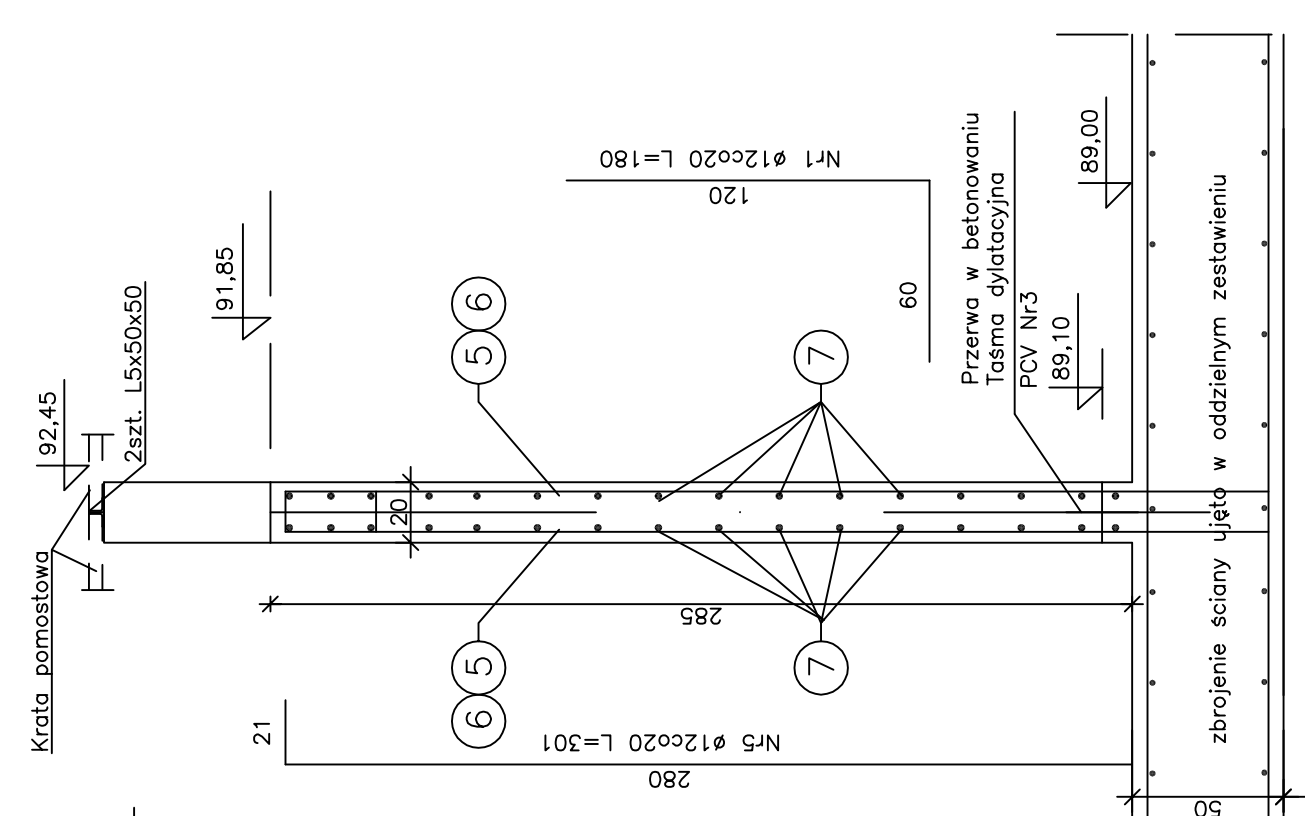 Krata pomostowa
92,45
2szt. L5x50x50
91,85
20
285
5
6
6
5
7
7
21
Nr5 ø12co20 L=301
280
Nr1 ø12co20 L=180
120
60
Przerwa w betonowaniu
Taśma dylatacyjna
PCV Nr3
89,10
89,00
zbrojenie ściany ujęto w oddzielnym zestawieniu
50